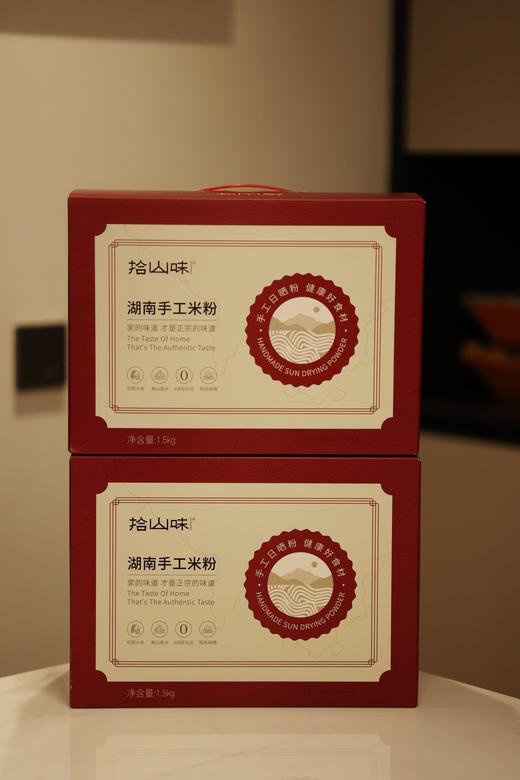 拾山味
湖南手工米粉
家的味道 才是正宗的味道
The Taste Of Home
That's The Authentic Taste
手工日晒粉 健康好食材
HANDMADE SUN DRYING POWDER
净含量:1.5kg
拾山味
湖南手工米粉
家的味道 才是正宗的味道
The Taste Of Home
That's The Authentic Taste
手工日晒粉 健康好食材
HANDMADE SUN DRYING POWDER
净含量:1.5kg